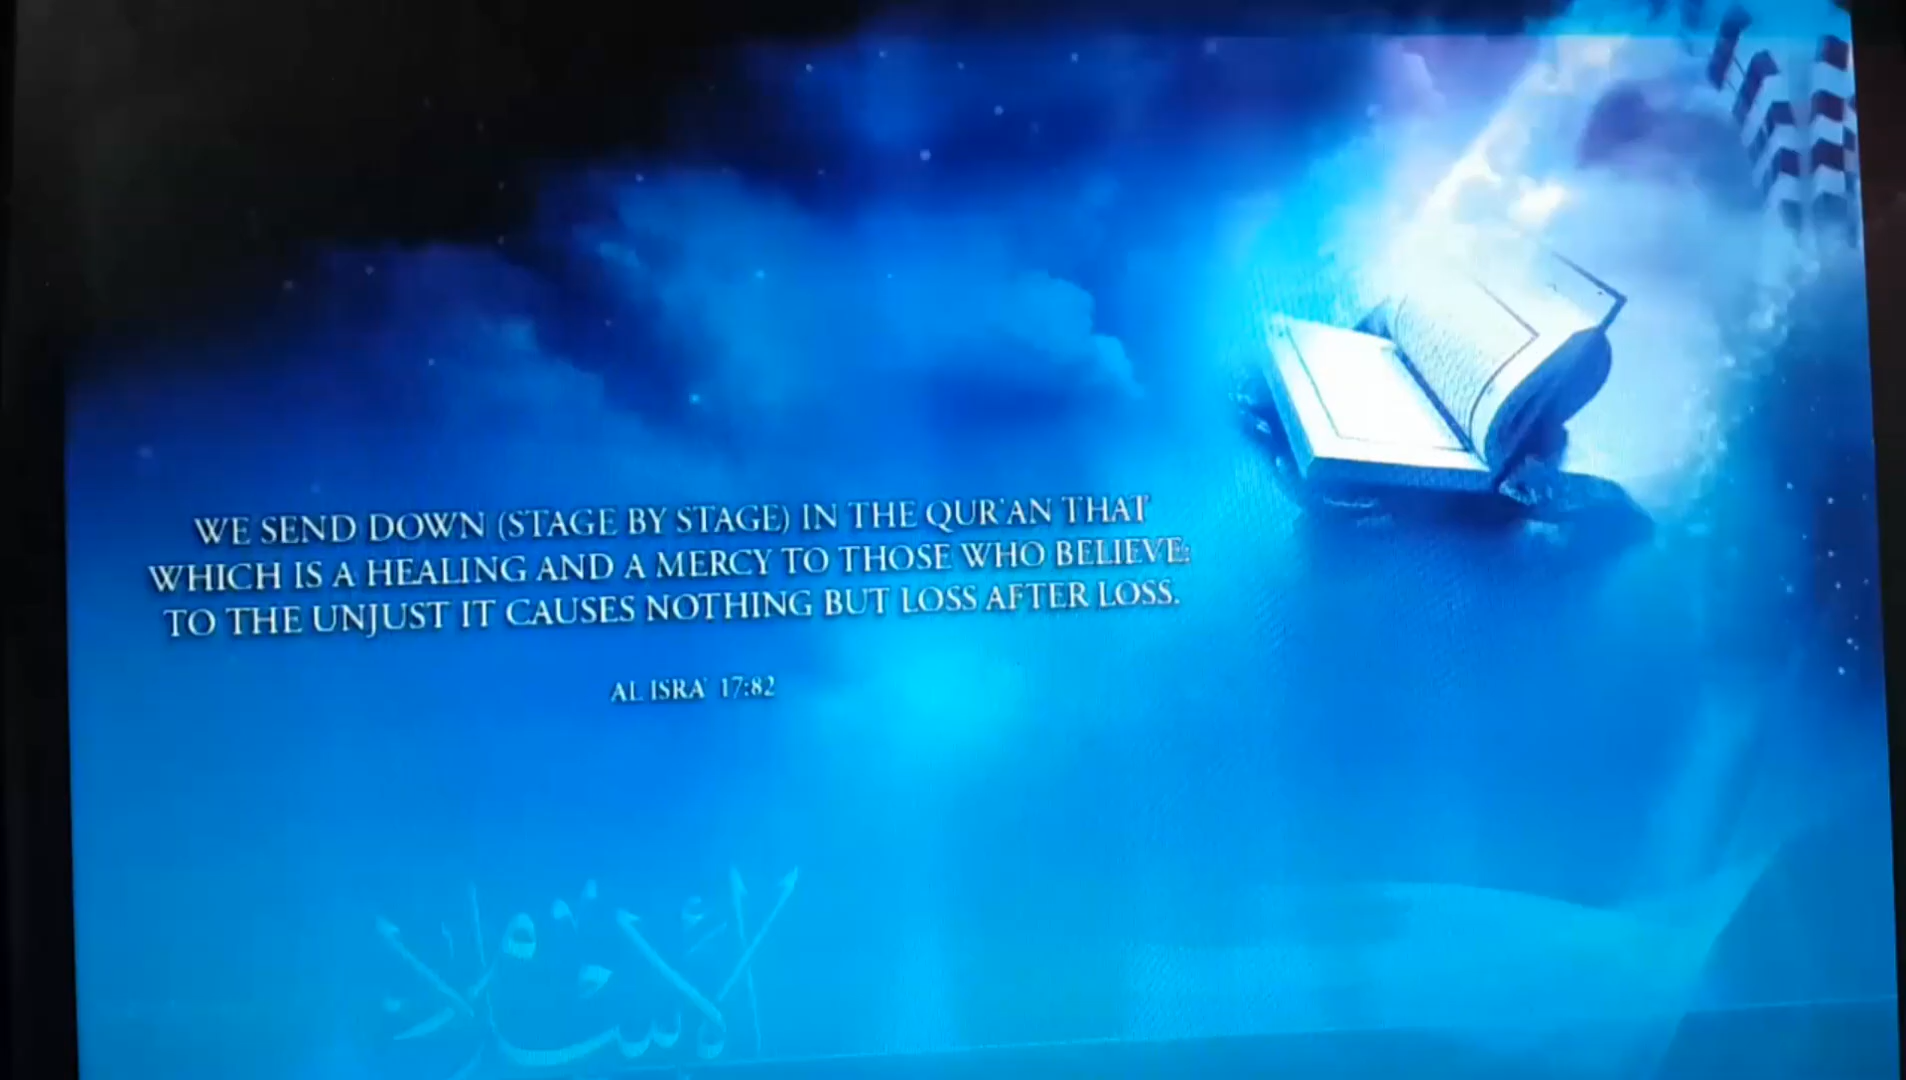 WE SEND DOWN (STAGE BY STAGE) IN THE QUR'AN THAT
WHICH IS A HEALING AND A MERCY TO THOSE WHO BELIEVE:
TO THE UNJUST IT CAUSES NOTHING BUT LOSS AFTER LOSS.
AL ISRA' 17:82